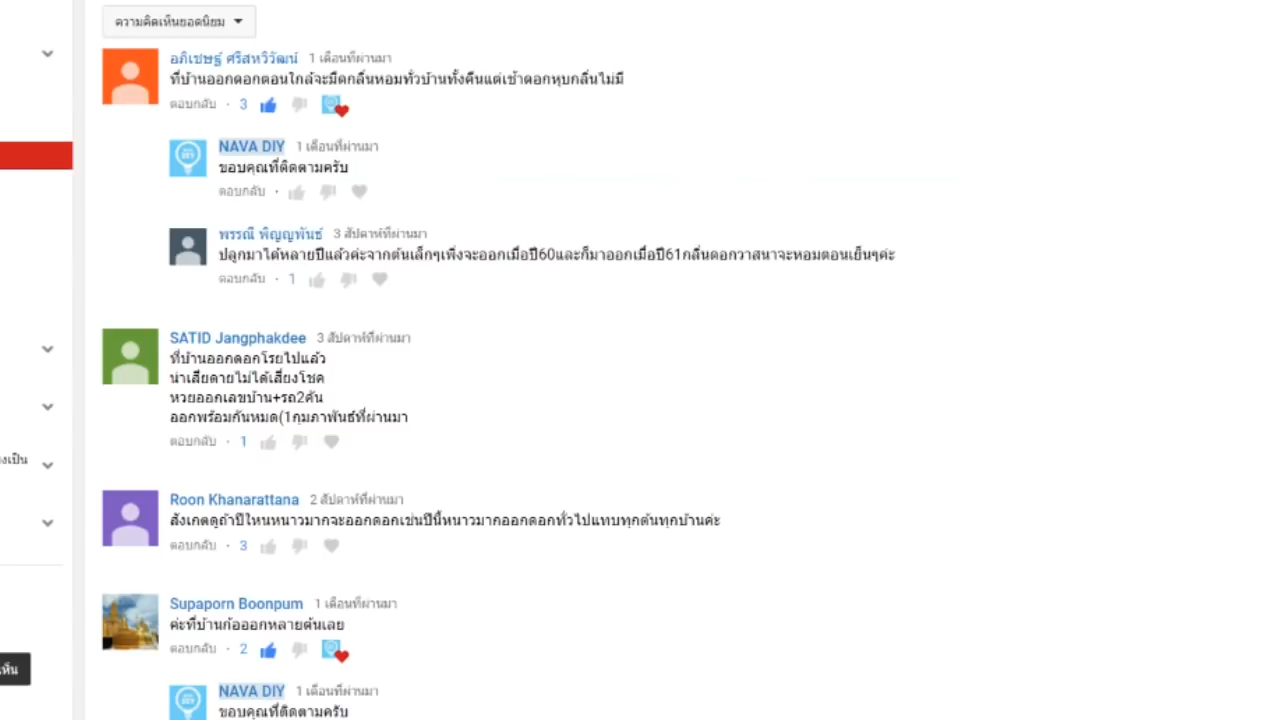 ความคิดเห็นยอดนิยม
อภิเชษฐ์ ศรีสหวิวัฒน์ 1 เดือนที่ผ่านมา
ที่บ้านออกดอกตอนใกล้จะมืดกลิ่นหอมทั่วบ้านทั้งคืนแต่เช้าดอกหุบกลิ่นไม่มี
ตอบกลับ · 3
NAVA DIY 1 เดือนที่ผ่านมา
ขอบคุณที่ติดตามครับ
ตอบกลับ ·
พรรณี พิญญพันธ์ 3 สัปดาห์ที่ผ่านมา
ปลูกมาได้หลายปีแล้วค่ะจากต้นเล็กๆเพิ่งจะออกเมื่อปี60และก็มาออกเมื่อปี61กลิ่นดอกวาสนาจะหอมตอนเย็นๆค่ะ
ตอบกลับ · 1
SATID Jangphakdee 3 สัปดาห์ที่ผ่านมา
ที่บ้านออกดอกโรยไปแล้ว
น่าเสียดายไม่ได้เสี่ยงโชค
หวยออกเลขบ้าน+รถ2คัน
ออกพร้อมกันหมด(1กุมภาพันธ์ที่ผ่านมา
ตอบกลับ · 1
งเป็น
Roon Khanarattana 2 สัปดาห์ที่ผ่านมา
สังเกตดูถ้าปีใหนหนาวมากจะออกดอกเช่นปีนี้หนาวมากออกดอกทั่วไปแทบทุกต้นทุกบ้านค่ะ
ตอบกลับ · 3
Supaporn Boonpum 1 เดือนที่ผ่านมา
ค่ะที่บ้านก้อออกหลายต้นเลย
ตอบกลับ · 2
เห็น
NAVA DIY 1 เดือนที่ผ่านมา
ขอบคุณที่ติดตามครับ